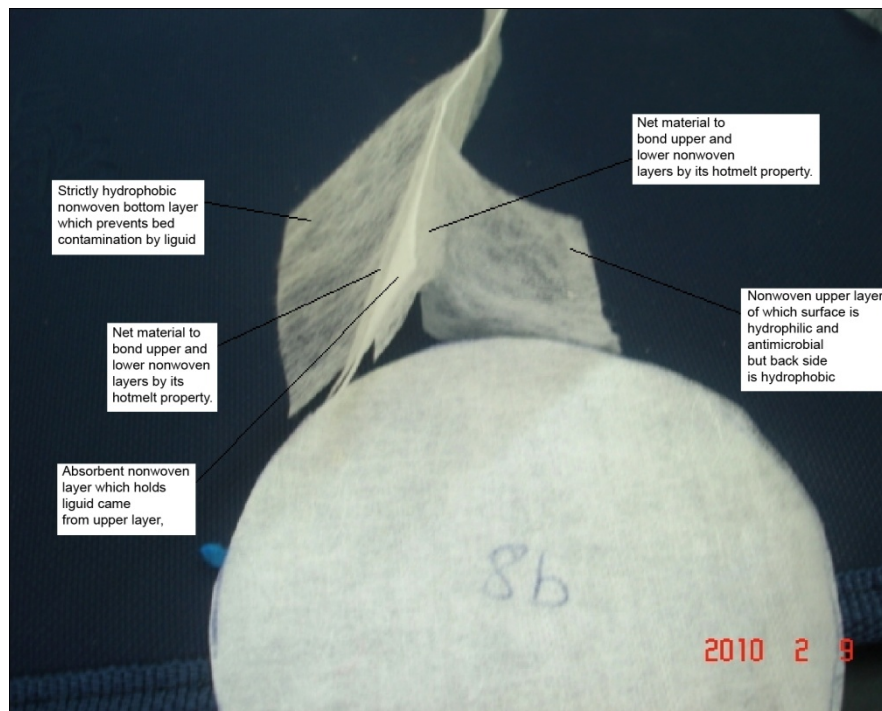 Net material to
bond upper and
lower nonwoven
layers by its hotmelt property.
Strictly hydrophobic
nonwoven bottom layer
which prevents bed
contamination by liguid
Nonwoven upper layer
of which surface is
hydrophilic and
antimicrobial
but back side
is hydrophobic
Net material to
bond upper and
lower nonwoven
layers by its
hotmelt property.
Absorbent nonwoven
layer which holds
liguid came
from upper layer,
8b
2010 2 9